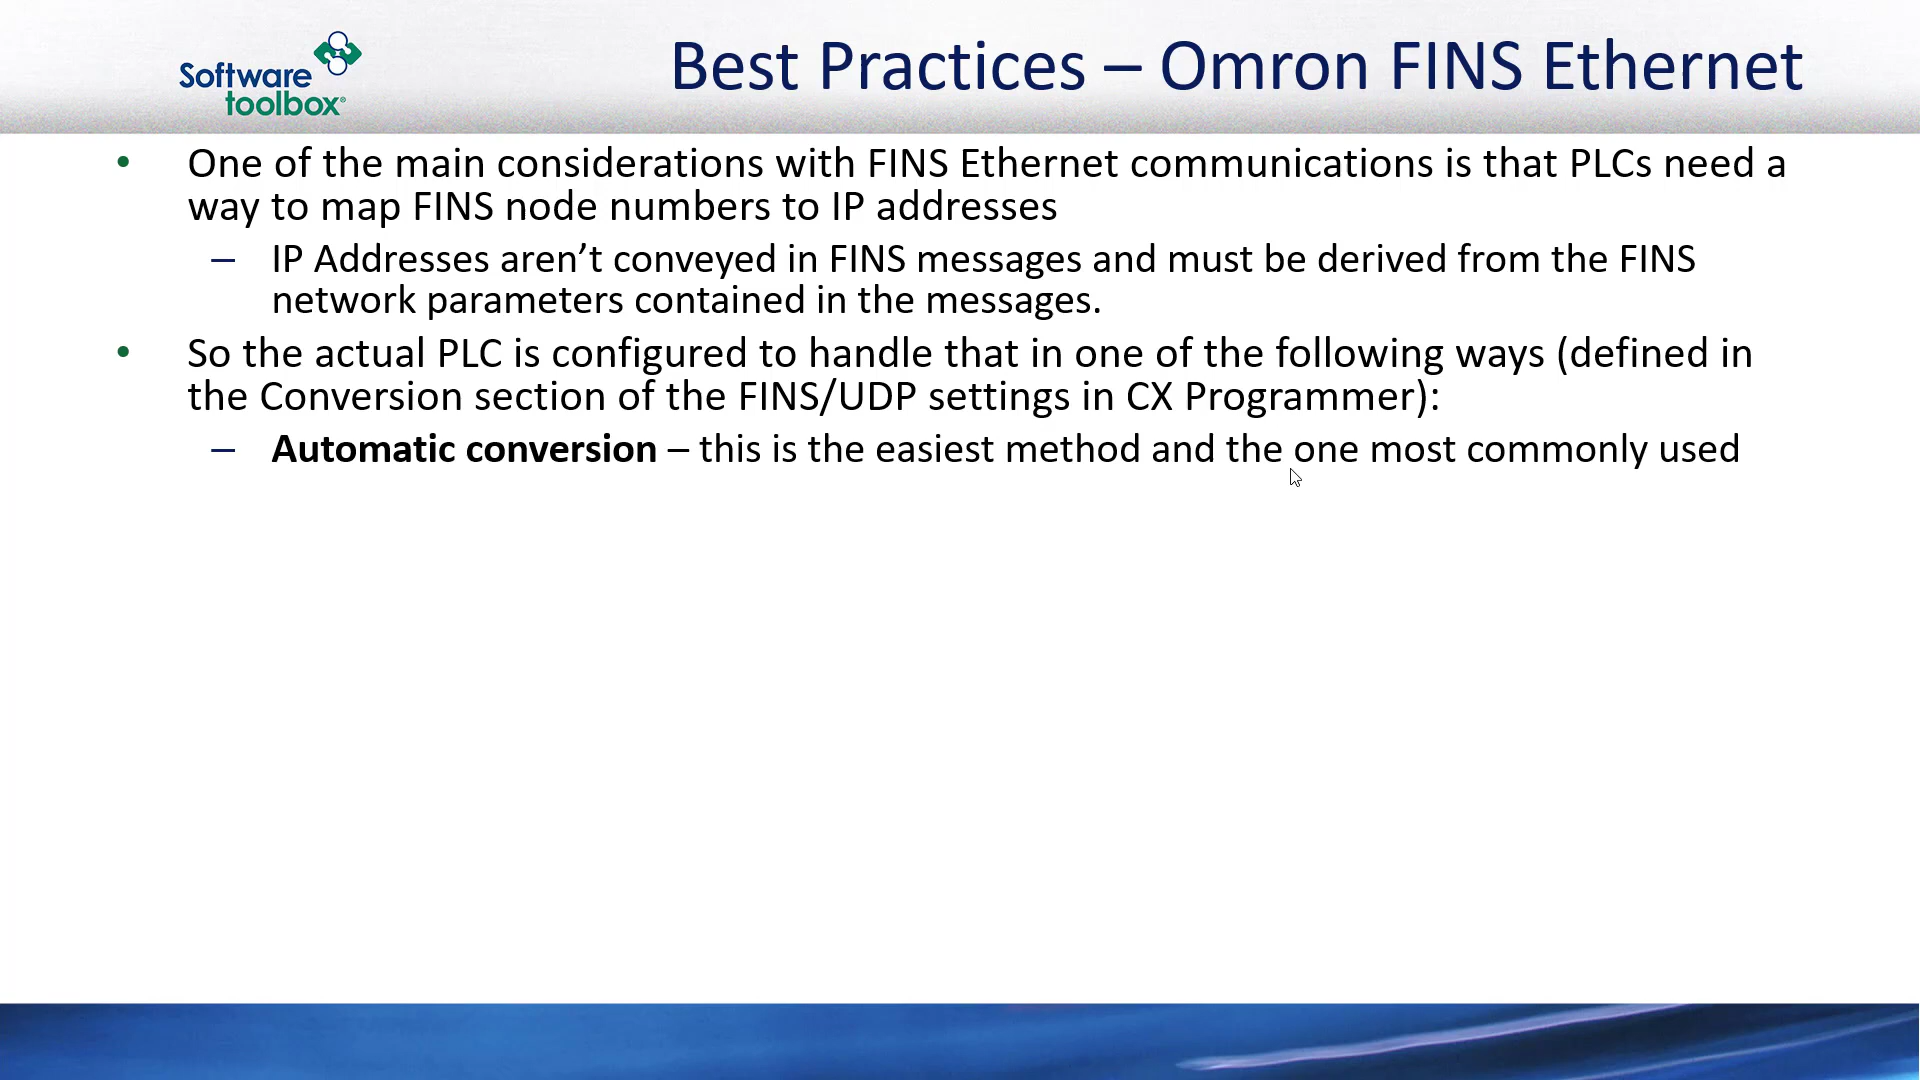 Software
toolbox®
Best Practices – Omron FINS Ethernet
• One of the main considerations with FINS Ethernet communications is that PLCs need a
way to map FINS node numbers to IP addresses
– IP Addresses aren’t conveyed in FINS messages and must be derived from the FINS
network parameters contained in the messages.
• So the actual PLC is configured to handle that in one of the following ways (defined in
the Conversion section of the FINS/UDP settings in CX Programmer):
– Automatic conversion – this is the easiest method and the one most commonly used